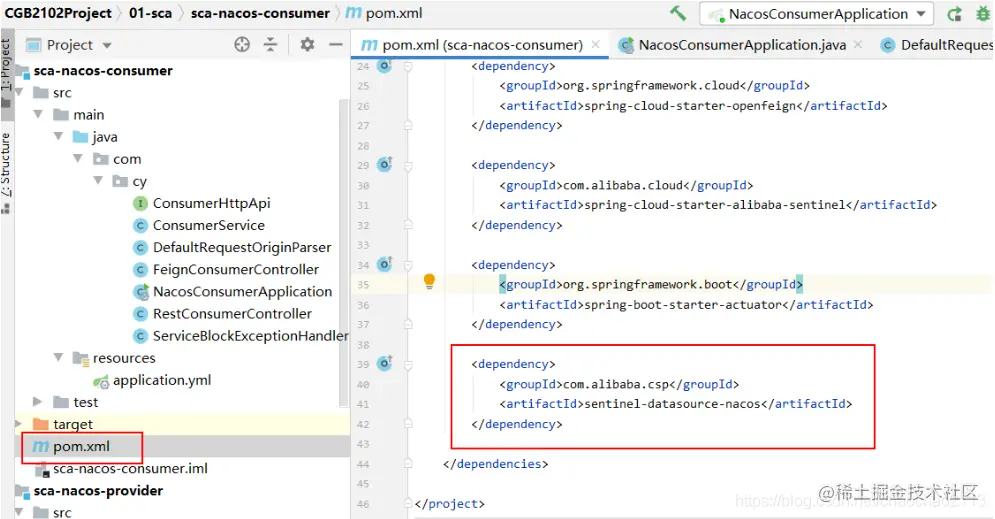 CGB2102Project 01-sca sca-nacos-consumer pom.xml NacosConsumerApplication
1: Project
Z: Structure
Project
sca-nacos-consumer
src
main
java
com
cy
ConsumerHttpApi
ConsumerService
DefaultRequestOriginParser
FeignConsumerController
NacosConsumerApplication
RestConsumerController
ServiceBlockExceptionHandler
resources
application.yml
test
target
pom.xml
sca-nacos-consumer.iml
sca-nacos-provider
src
pom.xml (sca-nacos-consumer) NacosConsumerApplication.java DefaultReques
24 <dependency>
25 <groupId>org.springframework.cloud</groupId>
26 <artifactId>spring-cloud-starter-openfeign</artifactId>
27 </dependency>
28
29 <dependency>
30 <groupId>com.alibaba.cloud</groupId>
31 <artifactId>spring-cloud-starter-alibaba-sentinel</artifactId>
32 </dependency>
33
34 <dependency>
35 <groupId>org.springframework.boot</groupId>
36 <artifactId>spring-boot-starter-actuator</artifactId>
37 </dependency>
38
39 <dependency>
40 <groupId>com.alibaba.csp</groupId>
41 <artifactId>sentinel-datasource-nacos</artifactId>
42 </dependency>
43
44 </dependencies>
45
46 </project>
@稀土掘金技术社区